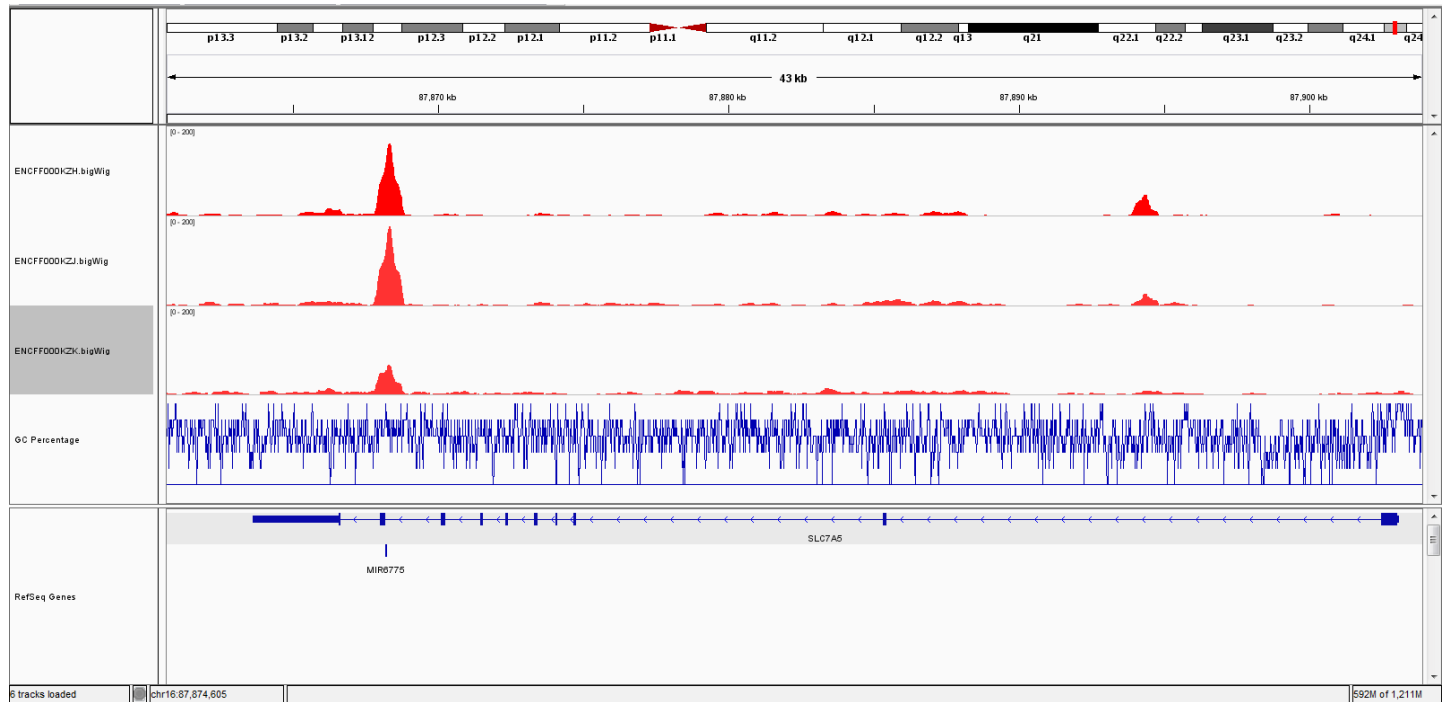 p13.3 p13.2 p13.12 p12.3 p12.2 p12.1 p11.2 p11.1 q11.2 q12.1 q12.2 q13 q21 q22.1 q22.2 q23.1 q23.2 q24.1 q24
43 kb
87,870 kb 87,880 kb 87,890 kb 87,900 kb
[0 - 200]
ENCFF000KZH.bigWig
[0 - 200]
ENCFF000KZJ.bigWig
[0 - 200]
ENCFF000KZK.bigWig
GC Percentage
SLC7A5
MIR6775
RefSeq Genes
6 tracks loaded chr16:87,874,605 592M of 1,211M